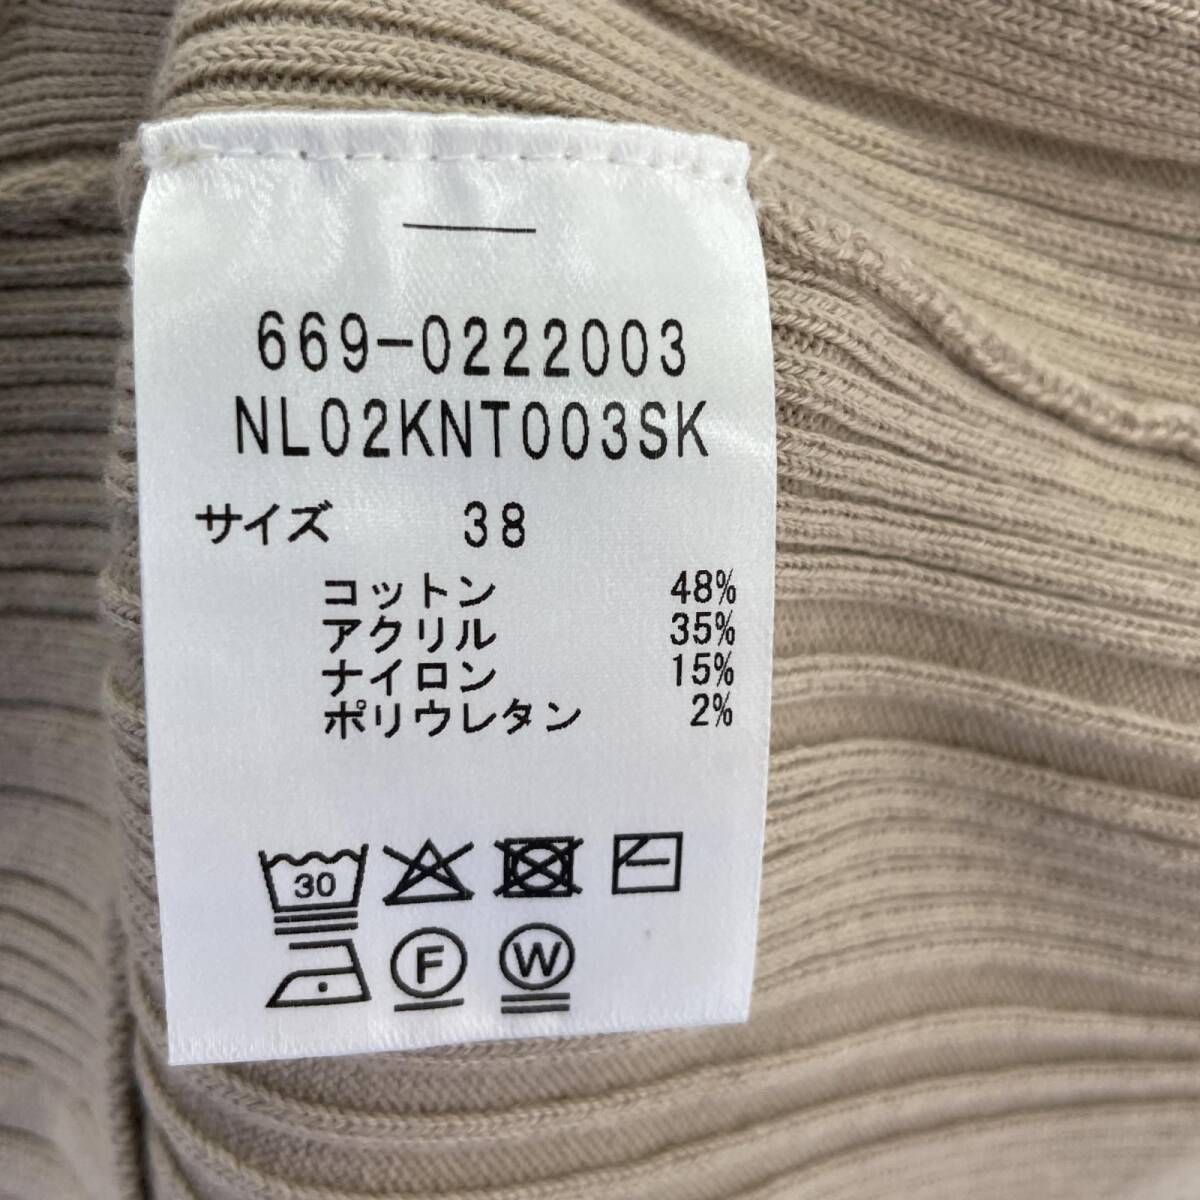 669-0222003
NL02KNT003SK
サイズ 38
コットン 48%
アクリル 35%
ナイロン 15%
ポリウレタン 2%
30
F W